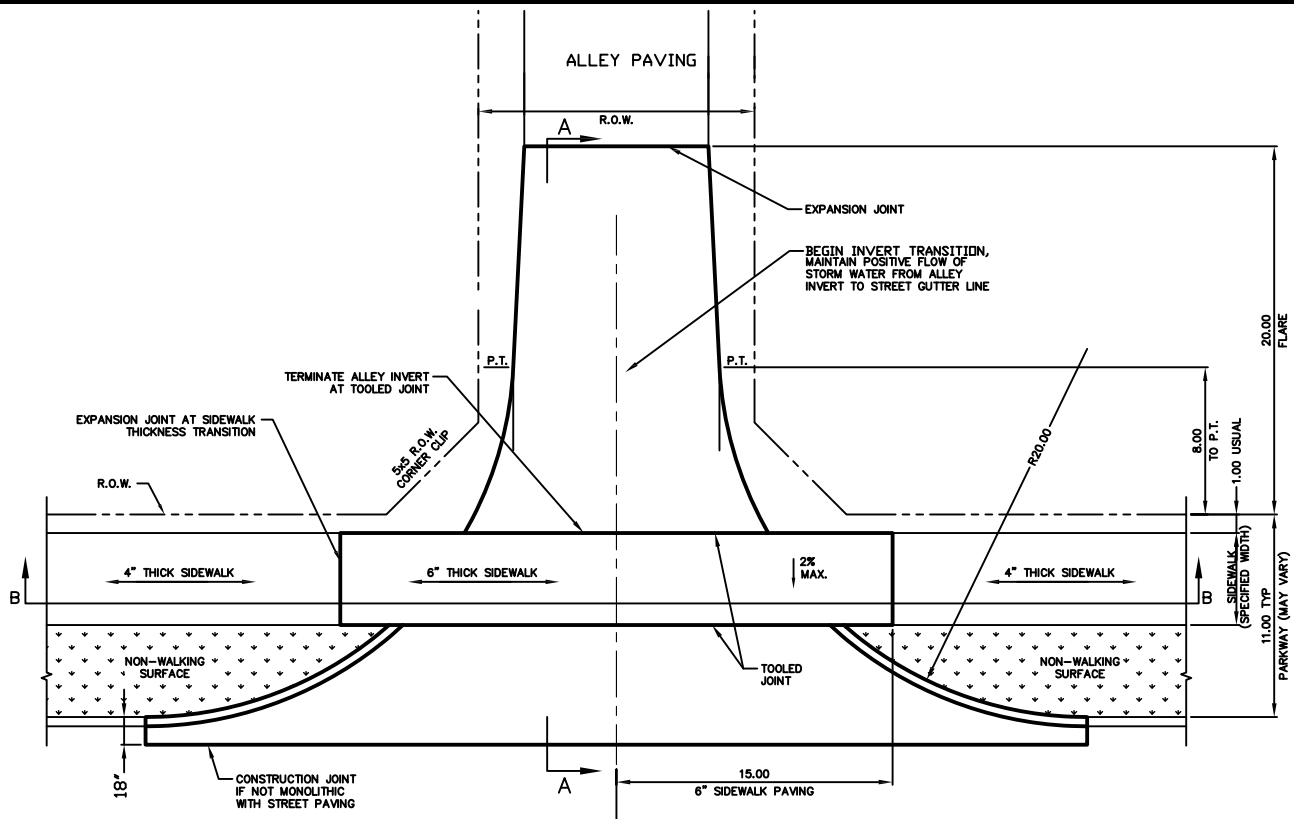 ALLEY PAVING
R.O.W.
A
EXPANSION JOINT
BEGIN INVERT TRANSITION,
MAINTAIN POSITIVE FLOW OF
STORM WATER FROM ALLEY
INVERT TO STREET GUTTER LINE
20.00
FLARE
P.T.
P.T.
TERMINATE ALLEY INVERT
AT TOOLED JOINT
EXPANSION JOINT AT SIDEWALK
THICKNESS TRANSITION
5x5 R.O.W.
CORNER CLIP
R20.00
8.00
TO P.T.
1.00 USUAL
R.O.W.
4" THICK SIDEWALK
6" THICK SIDEWALK
2%
MAX.
4" THICK SIDEWALK
B
B
SIDEWALK
(SPECIFIED WIDTH)
11.00 TYP
PARKWAY (MAY VARY)
NON-WALKING
SURFACE
TOOLED
JOINT
NON-WALKING
SURFACE
18"
CONSTRUCTION JOINT
IF NOT MONOLITHIC
WITH STREET PAVING
A
15.00
6" SIDEWALK PAVING